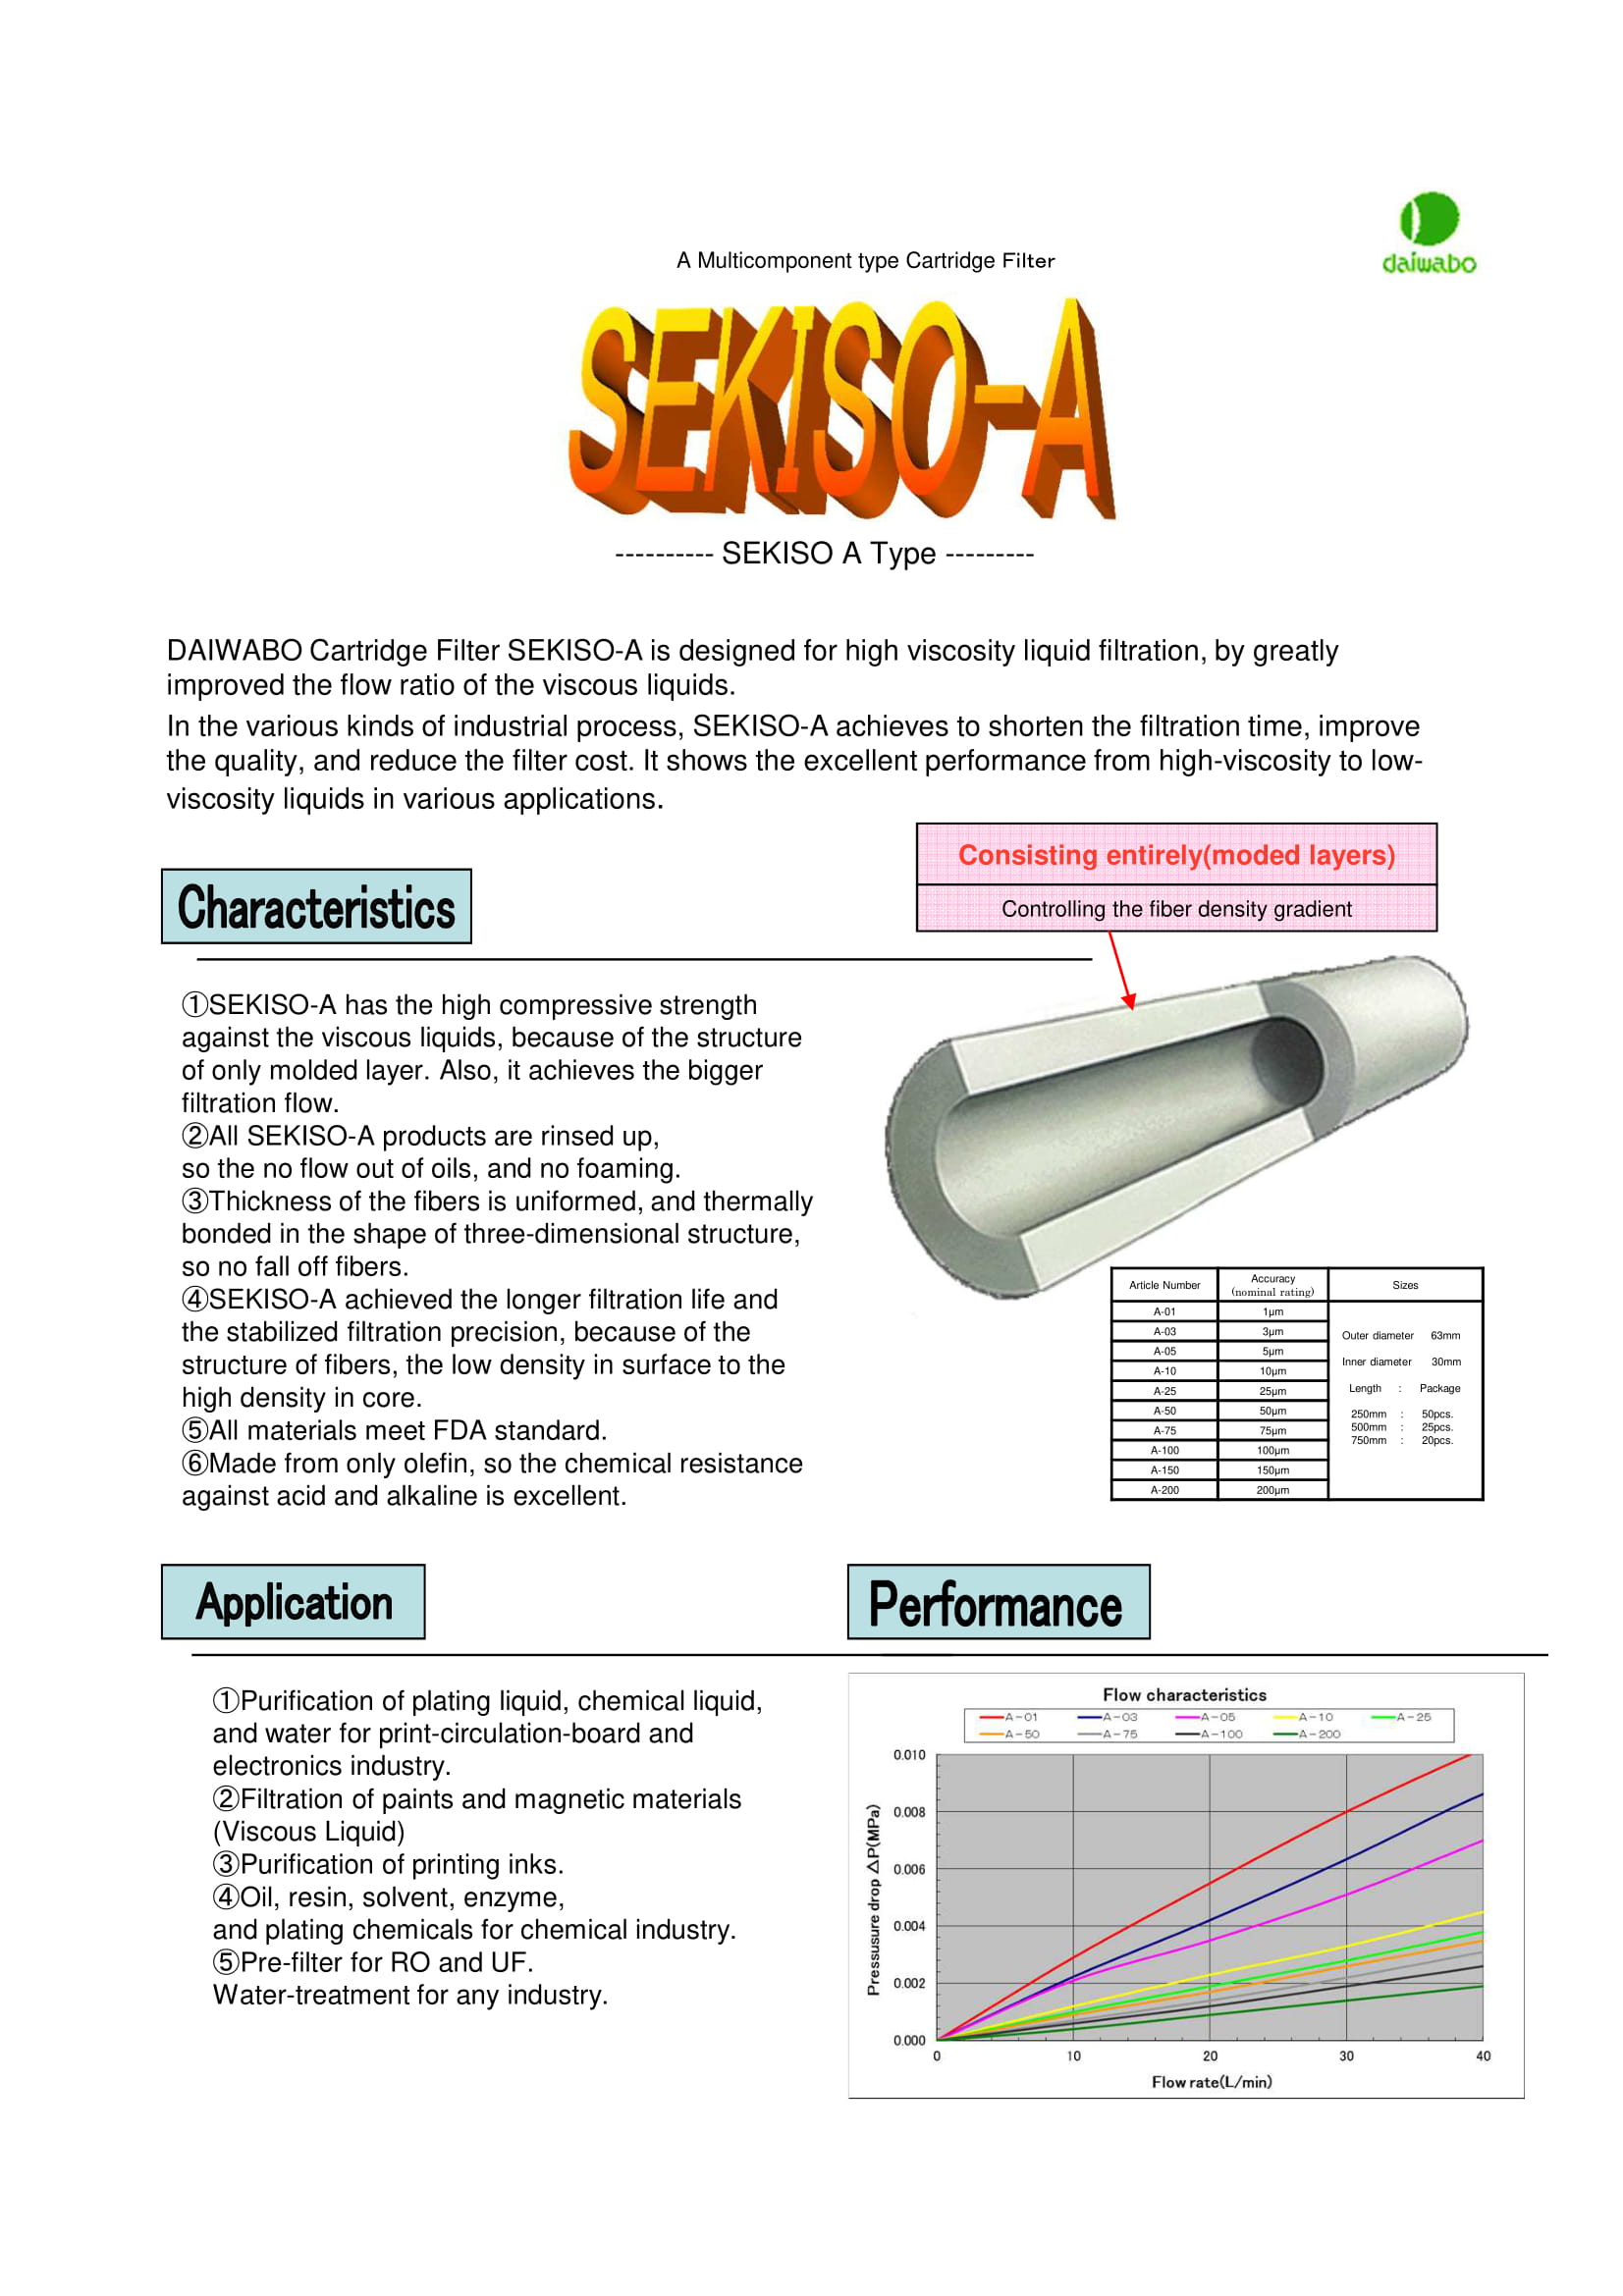 daiwabo
A Multicomponent type Cartridge Filter
SEKISO-A
---------- SEKISO A Type ---------
DAIWABO Cartridge Filter SEKISO-A is designed for high viscosity liquid filtration, by greatly
improved the flow ratio of the viscous liquids.
In the various kinds of industrial process, SEKISO-A achieves to shorten the filtration time, improve
the quality, and reduce the filter cost. It shows the excellent performance from high-viscosity to low-
viscosity liquids in various applications.
Consisting entirely(moded layers)
Controlling the fiber density gradient
Characteristics
①SEKISO-A has the high compressive strength
against the viscous liquids, because of the structure
of only molded layer. Also, it achieves the bigger
filtration flow.
②All SEKISO-A products are rinsed up,
so the no flow out of oils, and no foaming.
③Thickness of the fibers is uniformed, and thermally
bonded in the shape of three-dimensional structure,
so no fall off fibers.
④SEKISO-A achieved the longer filtration life and
the stabilized filtration precision, because of the
structure of fibers, the low density in surface to the
high density in core.
⑤All materials meet FDA standard.
⑥Made from only olefin, so the chemical resistance
against acid and alkaline is excellent.
Article Number Accuracy (nominal rating) Sizes
A-01 1µm
A-03 3µm
A-05 5µm
A-10 10µm
A-25 25µm
A-50 50µm
A-75 75µm
A-100 100µm
A-150 150µm
A-200 200µm
Outer diameter 63mm
Inner diameter 30mm
Length : Package
250mm : 50pcs.
500mm : 25pcs.
750mm : 20pcs.
Application
①Purification of plating liquid, chemical liquid,
and water for print-circulation-board and
electronics industry.
②Filtration of paints and magnetic materials
(Viscous Liquid)
③Purification of printing inks.
④Oil, resin, solvent, enzyme,
and plating chemicals for chemical industry.
⑤Pre-filter for RO and UF.
Water-treatment for any industry.
Performance
Flow characteristics
A-01 A-03 A-05 A-10 A-25
A-50 A-75 A-100 A-200
Pressusure drop ΔP(MPa)
0.010
0.008
0.006
0.004
0.002
0.000
0 10 20 30 40
Flow rate(L/min)